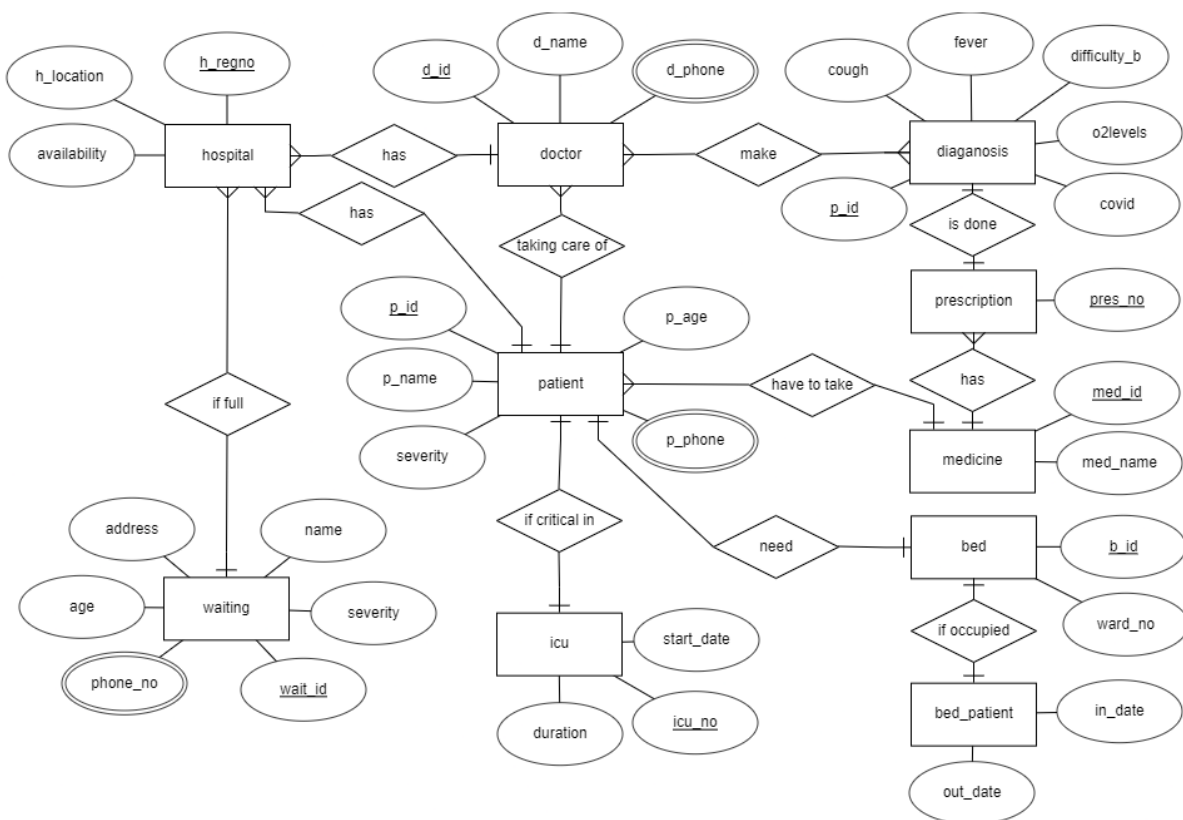 d_name
fever
h_regno
difficulty_b
h_location
d_id
d_phone
cough
o2levels
hospital
has
doctor
make
diaganosis
availability
covid
has
p_id
is done
taking care of
p_id
p_age
prescription
pres_no
p_name
patient
have to take
has
med_id
if full
severity
p_phone
medicine
med_name
address
name
if critical in
need
bed
b_id
age
waiting
severity
if occupied
ward_no
icu
start_date
phone_no
wait_id
duration
icu_no
bed_patient
in_date
out_date